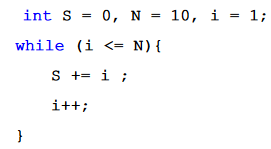 int S = 0, N = 10, i = 1;
while (i <= N){
S += i ;
i++;
}